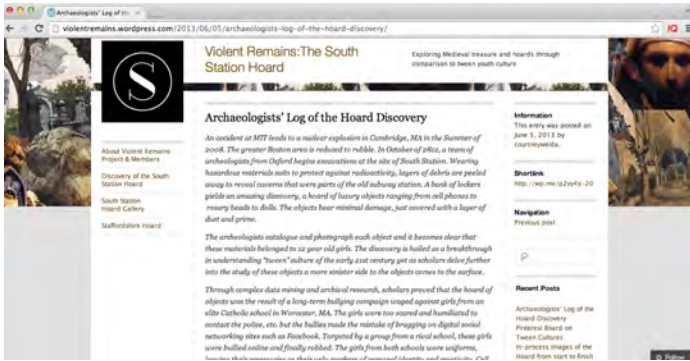 Archaeologists' Log of the
violentremains.wordpress.com/2013/06/05/archaeologists-log-of-the-hoard-discovery/
S
Violent Remains:The South
Station Hoard
Exploring Medieval treasure and hoards through
comparison to tween youth
culture
About Violent Remains
Project & Members
Discovery of the South
Station Hoard
South Station
Hoard Gallery
Staffordshire Hoard
Archaeologists' Log of the Hoard Discovery
An accident at MIT leads to a nuclear explosion in Cambridge, MA in the Summer of
2008. The greater Boston area is reduced to rubble. In October of 2812, a team of
archeologists from Oxford begins excavations at the site of South Station. Wearing
hazardous materials suits to protect against radioactivity, layers of debris are peeled
away to reveal caverns that were parts of the old subway station. A bank of lockers
yields an amazing discovery, a hoard of luxury objects ranging from cell phones to
rosary beads to dolls. The objects bear minimal damage, just covered with a layer of
dust and grime.
The archeologists catalogue and photograph each object and it becomes clear that
these materials belonged to 12 year old girls. The discovery is hailed as a breakthrough
in understanding "tween" culture of the early 21st century yet as scholars delve further
into the study of these objects a more sinister side to the objects comes to the surface.
Through complex data mining and archival research, scholars proved that the hoard of
objects was the result of a long-term bullying campaign waged against girls from an
elite Catholic school in Worcester, MA. The girls were too scared and humiliated to
contact the police, etc, but the bullies made the mistake of bragging on digital social
networking sites such as Facebook. Targeted by a group from a rival school, these girls
were bullied online and finally robbed. The girls from both schools wore uniforms,
leaving their accessories as their only markers of personal identity and creativity. Cell
Information
This entry was posted on
June 5, 2013 by
courtneyweida.
Shortlink
http://wp.me/p2vy4s-20
Navigation
Previous post
Recent Posts
Archaeologists' Log of the
Hoard Discovery
Pinterest Board on
Tween Cultures
In-process Images of the
Hoard from start to finish
Follow